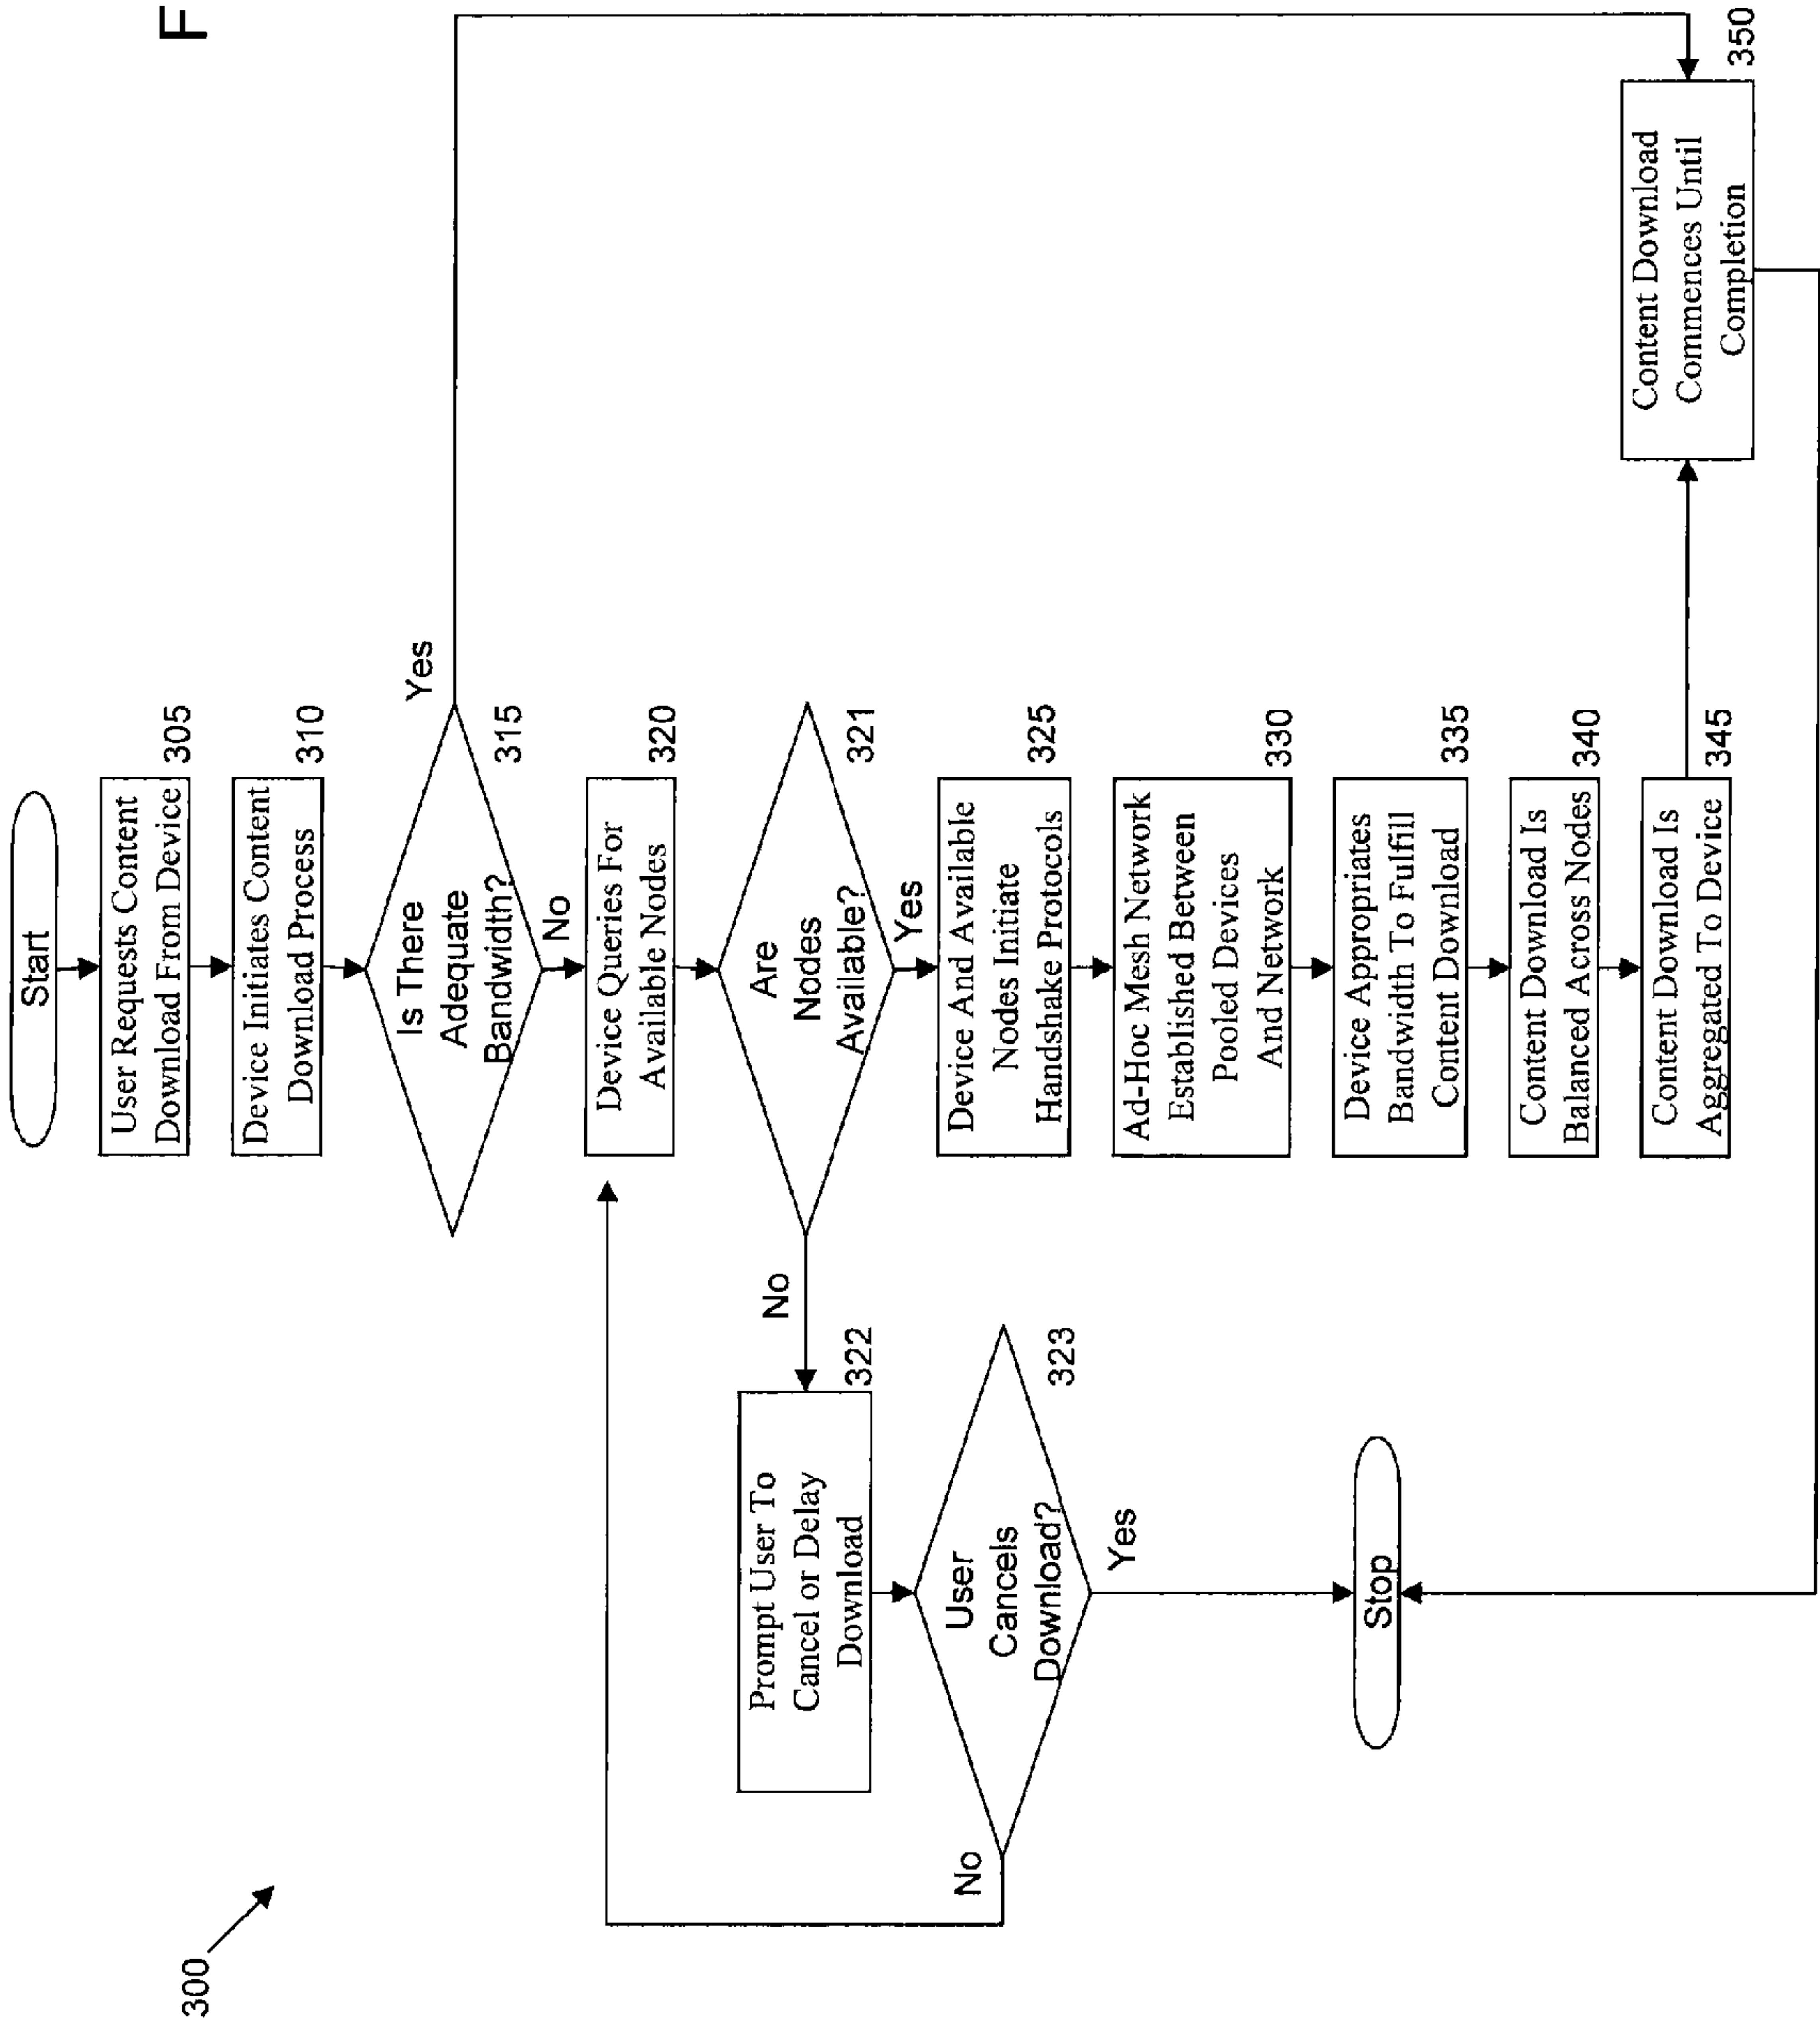 F
300
Start
User Requests Content
Download From Device
305
Device Initiates Content
Download Process
310
Is There
Adequate
Bandwidth?
315
Yes
No
Device Queries For
Available Nodes
320
Are
Nodes
Available?
321
No
Yes
Prompt User To
Cancel or Delay
Download
322
User
Cancels
Download?
323
No
Yes
Stop
Device And Available
Nodes Initiate
Handshake Protocols
325
Ad-Hoc Mesh Network
Established Between
Pooled Devices
And Network
330
Device Appropriates
Bandwidth To Fulfill
Content Download
335
Content Download Is
Balanced Across Nodes
340
Content Download Is
Aggregated To Device
345
Content Download
Commences Until
Completion
350